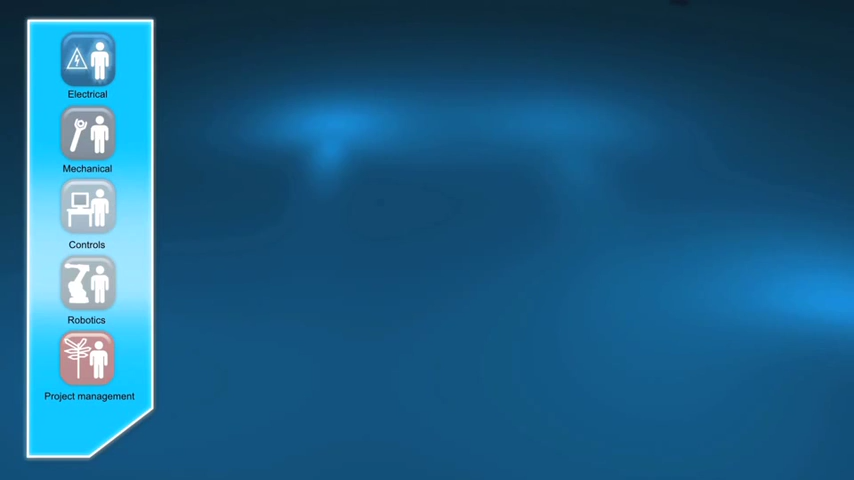 Electrical
Mechanical
Controls
Robotics
Project management